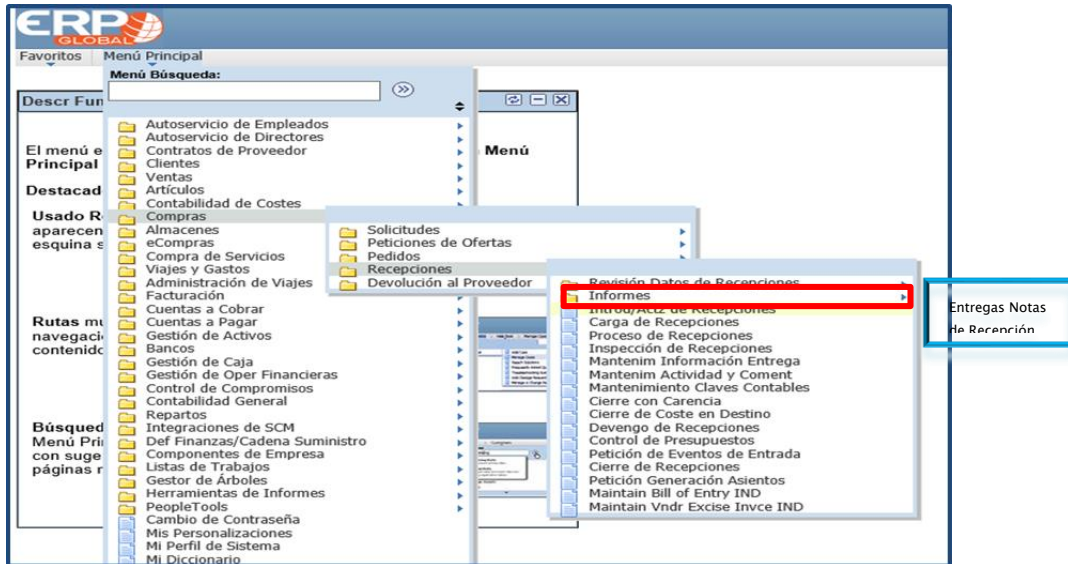 ERP
GLOBAL
Favoritos
Menú Principal
Menú Búsqueda:
Descr Fun
El menú e
Menú
Principal
Destacad
Usado R
aparecen
esquina s
Rutas mu
navegaci
contenido
Búsqued
Menú Pri
con suge
páginas r
Autoservicio de Empleados
Autoservicio de Directores
Contratos de Proveedor
Clientes
Ventas
Artículos
Contabilidad de Costes
Compras
Almacenes
eCompras
Compra de Servicios
Viajes y Gastos
Administración de Viajes
Facturación
Cuentas a Cobrar
Cuentas a Pagar
Gestión de Activos
Bancos
Gestión de Caja
Gestión de Oper Financieras
Control de Compromisos
Contabilidad General
Repartos
Integraciones de SCM
Def Finanzas/Cadena Suministro
Componentes de Empresa
Listas de Trabajos
Gestor de Árboles
Herramientas de Informes
PeopleTools
Cambio de Contraseña
Mis Personalizaciones
Mi Perfil de Sistema
Mi Diccionario
Solicitudes
Peticiones de Ofertas
Pedidos
Recepciones
Devolución al Proveedor
Revisión Datos de Recepciones
Informes
Introd/Actz de Recepciones
Carga de Recepciones
Proceso de Recepciones
Inspección de Recepciones
Mantenim Información Entrega
Mantenim Actividad y Coment
Mantenimiento Claves Contables
Cierre con Carencia
Cierre de Coste en Destino
Devengo de Recepciones
Control de Presupuestos
Petición de Eventos de Entrada
Cierre de Recepciones
Petición Generación Asientos
Maintain Bill of Entry IND
Maintain Vndr Excise Invce IND
Entregas Notas
de Recepción